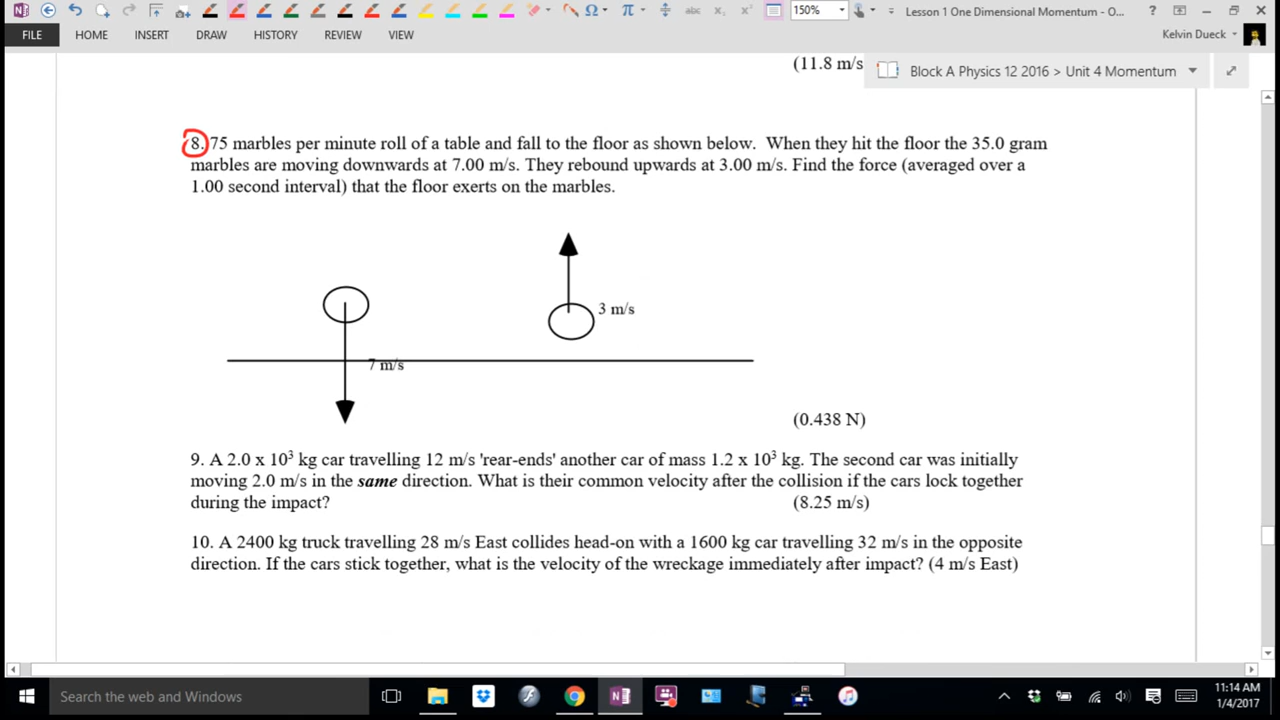 150%
Lesson 1 One Dimensional Momentum - O...
FILE HOME INSERT DRAW HISTORY REVIEW VIEW
Kelvin Dueck
(11.8 m/s
Block A Physics 12 2016 > Unit 4 Momentum
8. 75 marbles per minute roll of a table and fall to the floor as shown below. When they hit the floor the 35.0 gram
marbles are moving downwards at 7.00 m/s. They rebound upwards at 3.00 m/s. Find the force (averaged over a
1.00 second interval) that the floor exerts on the marbles.
3 m/s
7 m/s
(0.438 N)
9. A 2.0 x 10³ kg car travelling 12 m/s 'rear-ends' another car of mass 1.2 x 10³ kg. The second car was initially
moving 2.0 m/s in the same direction. What is their common velocity after the collision if the cars lock together
during the impact? (8.25 m/s)
10. A 2400 kg truck travelling 28 m/s East collides head-on with a 1600 kg car travelling 32 m/s in the opposite
direction. If the cars stick together, what is the velocity of the wreckage immediately after impact? (4 m/s East)
Search the web and Windows
11:14 AM
1/4/2017